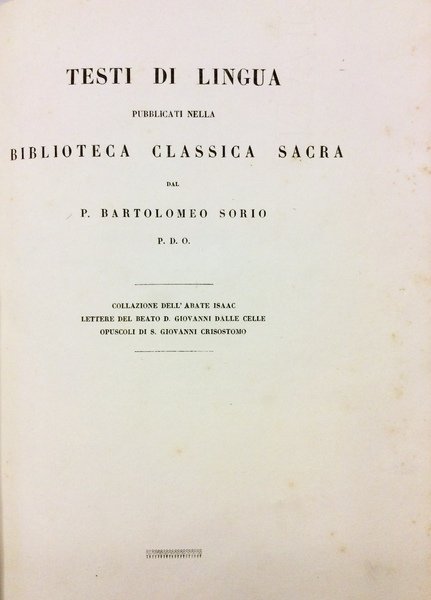 TESTI DI LINGUA
PUBBLICATI NELLA
BIBLIOTECA CLASSICA SACRA
DAL
P. BARTOLOMEO SORIO
P. D. O.
COLLAZIONE DELL' ABATE ISAAC
LETTERE DEL BEATO D. GIOVANNI DALLE CELLE
OPUSCOLI DI S. GIOVANNI CRISOSTOMO